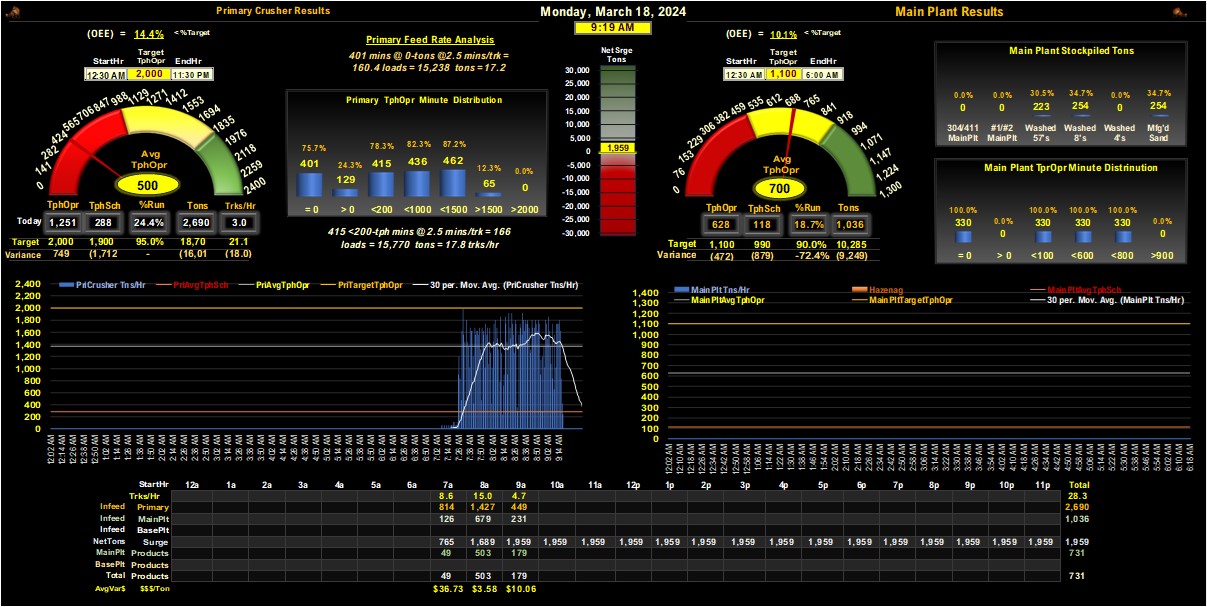 Primary Crusher Results
Monday, March 18, 2024
Main Plant Results
9:19 AM
(OEE) = 14.4% < %Target
StartHr Target TphOpr EndHr
12:30 AM 2,000 11:30 PM
0 141 282 424 565 706 847 988 1129 1271 1412 1553 1694 1835 1976 2118 2259 2400
Avg
TphOpr
500
TphOpr TphSch %Run Tons Trks/Hr
Today 1,251 288 24.4% 2,690 3.0
Target 2,000 1,900 95.0% 18,70 21.1
Variance 749 (1,712 - (16,01 (18.0)
Primary Feed Rate Analysis
401 mins @ 0-tons @2.5 mins/trk =
160.4 loads = 15,238 tons = 17.2
Primary TphOpr Minute Distribution
75.7% 24.3% 78.3% 82.3% 87.2% 12.3% 0.0%
401 129 415 436 462 65 0
= 0 > 0 <200 <1000 <1500 >1500 >2000
415 <200-tph mins @ 2.5 mins/trk = 166
loads = 15,770 tons = 17.8 trks/hr
Net Srge
Tons
30,000
25,000
20,000
15,000
10,000
5,000
1,959
0
-5,000
-10,000
-15,000
-20,000
-25,000
-30,000
(OEE) = 10.1% < %Target
StartHr Target TphOpr EndHr
12:30 AM 1,100 6:00 AM
0 76 153 229 306 382 459 535 612 688 765 841 918 994 1,071 1,147 1,224 1,300
Avg
TphOpr
700
TphOpr TphSch %Run Tons
628 118 18.7% 1,036
Target 1,100 990 90.0% 10,285
Variance (472) (879) -72.4% (9,249)
Main Plant Stockpiled Tons
0.0% 0.0% 30.5% 34.7% 0.0% 34.7%
0 0 223 254 0 254
304/411 #1/#2 Washed Washed Washed Mfg'd
MainPlt MainPlt 57's 8's 4's Sand
Main Plant TprOpr Minute Distrinution
100.0% 0.0% 100.0% 100.0% 100.0% 0.0%
330 0 330 330 330 0
= 0 > 0 <100 <600 <800 >900
PriCrusher Tns/Hr PriAvgTphSch PriAvgTphOpr PriTargetTphOpr 30 per. Mov. Avg. (PriCrusher Tns/Hr)
2,400
2,200
2,000
1,800
1,600
1,400
1,200
1,000
800
600
400
200
0
12:02 AM 12:14 AM 12:26 AM 12:38 AM 12:50 AM 1:02 AM 1:14 AM 1:26 AM 1:38 AM 1:50 AM 2:02 AM 2:14 AM 2:26 AM 2:38 AM 2:50 AM 3:02 AM 3:14 AM 3:26 AM 3:38 AM 3:50 AM 4:02 AM 4:14 AM 4:26 AM 4:38 AM 4:50 AM 5:02 AM 5:14 AM 5:26 AM 5:38 AM 5:50 AM 6:02 AM 6:14 AM 6:26 AM 6:38 AM 6:50 AM 7:02 AM 7:14 AM 7:26 AM 7:38 AM 7:50 AM 8:02 AM 8:14 AM 8:26 AM 8:38 AM 8:50 AM 9:02 AM 9:14 AM
MainPlt Tns/Hr Hazenag MainPltAvgTphSch
MainPltAvgTphOpr MainPltTargetTphOpr 30 per. Mov. Avg. (MainPlt Tns/Hr)
1,400
1,300
1,200
1,100
1,000
900
800
700
600
500
400
300
200
100
0
12:02 AM 12:10 AM 12:18 AM 12:26 AM 12:34 AM 12:42 AM 12:50 AM 12:58 AM 1:06 AM 1:14 AM 1:22 AM 1:30 AM 1:38 AM 1:46 AM 1:54 AM 2:02 AM 2:10 AM 2:18 AM 2:26 AM 2:34 AM 2:42 AM 2:50 AM 2:58 AM 3:06 AM 3:14 AM 3:22 AM 3:30 AM 3:38 AM 3:46 AM 3:54 AM 4:02 AM 4:10 AM 4:18 AM 4:26 AM 4:34 AM 4:42 AM 4:50 AM 4:58 AM 5:06 AM 5:14 AM 5:22 AM 5:30 AM 5:38 AM 5:46 AM 5:54 AM 6:02 AM 6:10 AM 6:18 AM
StartHr 12a 1a 2a 3a 4a 5a 6a 7a 8a 9a 10a 11a 12p 1p 2p 3p 4p 5p 6p 7p 8p 9p 10p 11p Total
Trks/Hr 8.6 15.0 4.7 28.3
Infeed Primary 814 1,427 449 2,690
Infeed MainPlt 126 679 231 1,036
Infeed BasePlt
NetTons Surge 765 1,689 1,959 1,959 1,959 1,959 1,959 1,959 1,959 1,959 1,959 1,959 1,959 1,959 1,959 1,959 1,959 1,959
MainPlt Products 49 503 179 731
BasePlt Products
Total Products 49 503 179 731
AvgVar$ $$$/Ton $36.73 $3.58 $10.06